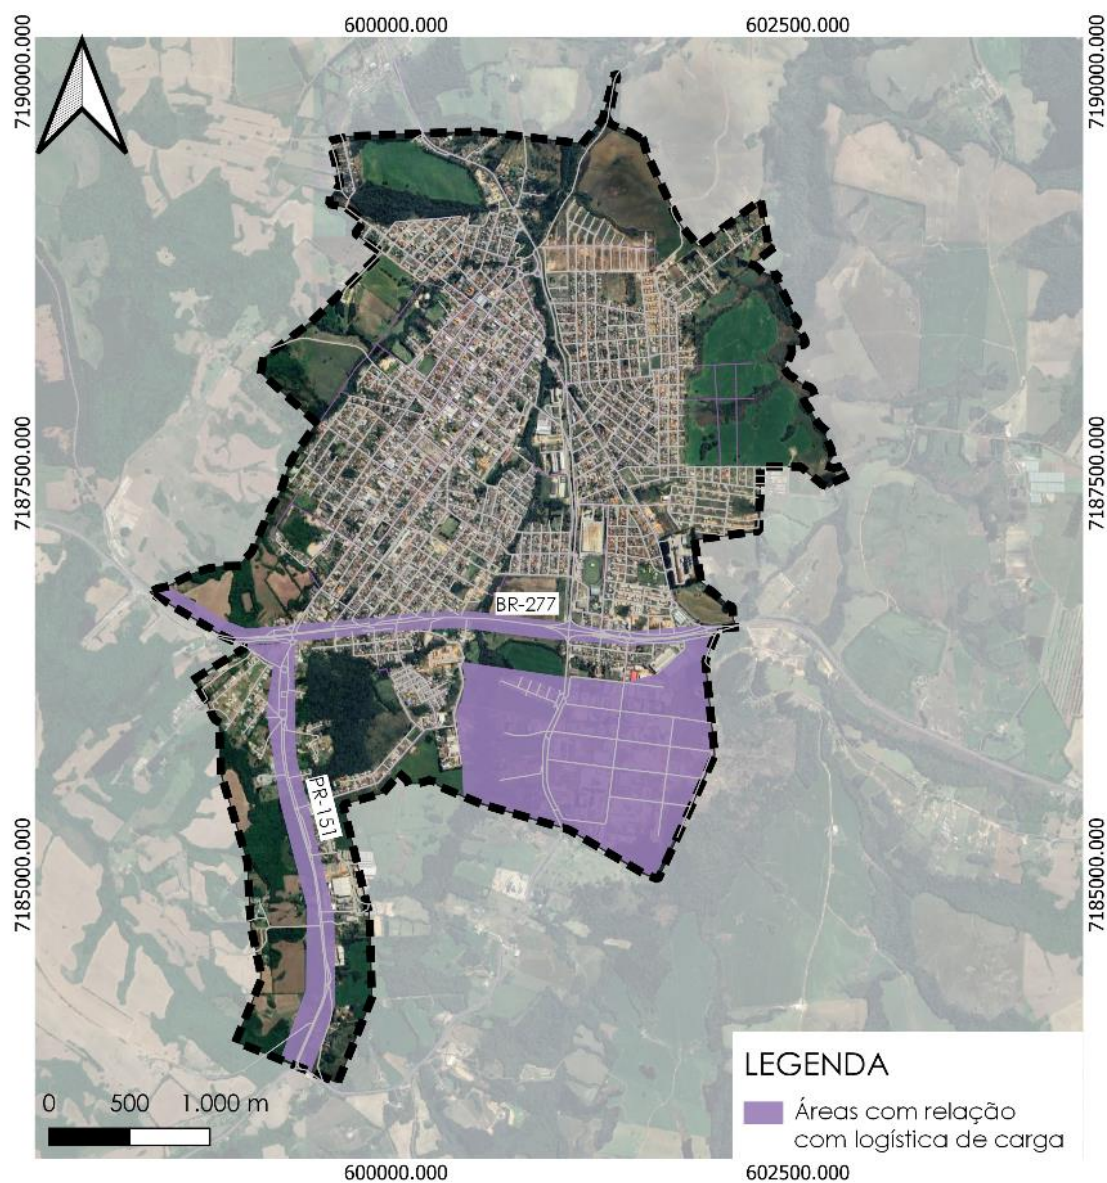 600000.000 602500.000
7190000.000 7190000.000
7187500.000 7187500.000
BR-277
PR-151
7185000.000 7185000.000
LEGENDA
0 500 1.000 m
Áreas com relação
com logística de carga
600000.000 602500.000